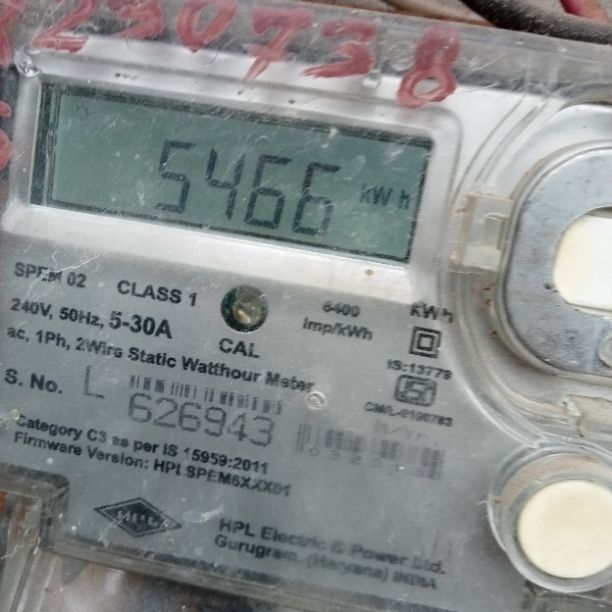 230738
5466 kWh
SPEM 02 CLASS 1
240V, 50Hz, 5-30A
6400
imp/kWh
kWh
ac, 1Ph, 2Wire Static Watthour Meter
CAL
IS:13779
S. No. L 626943
Category C3 as per IS 15959:2011
Firmware Version: HPLSPEM6XXX01
HPL
HPL Electric & Power Ltd.
Gurugram, (Haryana) INDIA